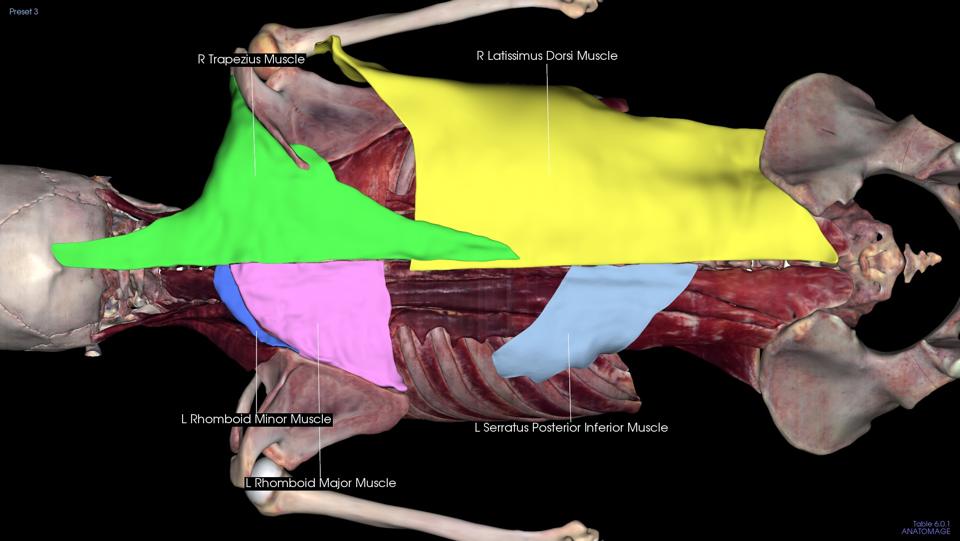 Preset 3
R Trapezius Muscle
R Latissimus Dorsi Muscle
L Rhomboid Minor Muscle
L Serratus Posterior Inferior Muscle
L Rhomboid Major Muscle
Table 6.0.1
ANATOMAGE